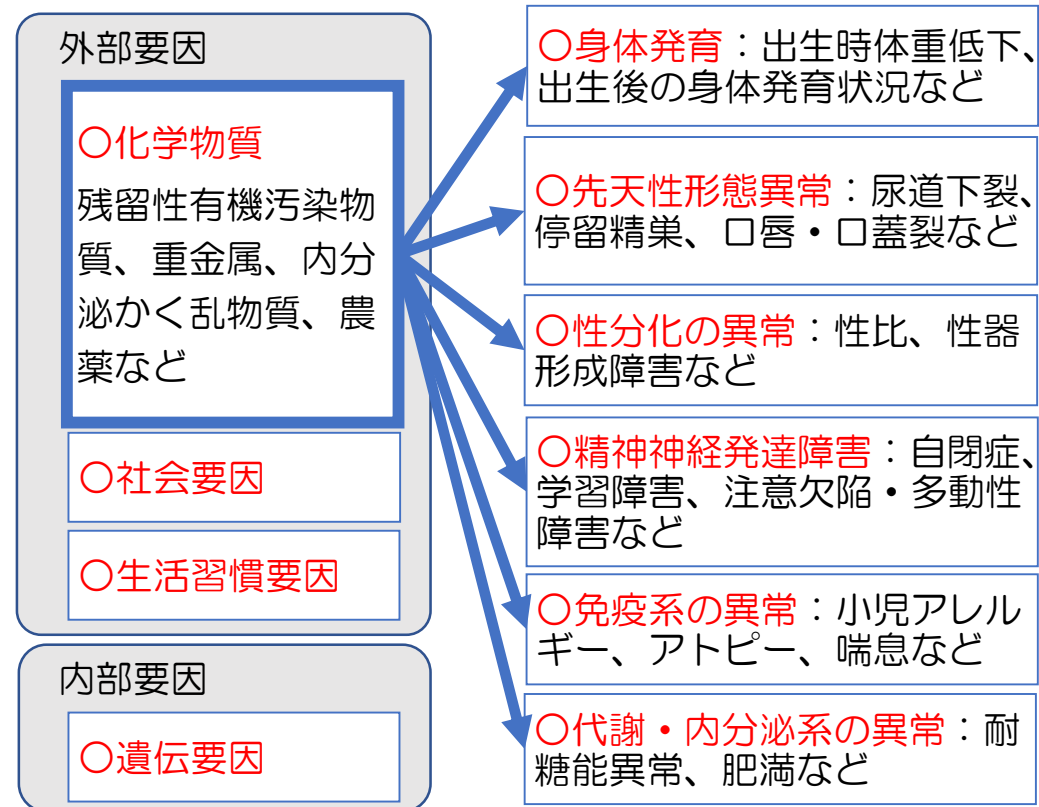 外部要因
〇化学物質
残留性有機汚染物
質、重金属、内分
泌かく乱物質、農
薬など
〇社会要因
〇生活習慣要因
内部要因
〇遺伝要因
〇身体発育：出生時体重低下、
出生後の身体発育状況など
〇先天性形態異常：尿道下裂、
停留精巣、口唇・口蓋裂など
〇性分化の異常：性比、性器
形成障害など
〇精神神経発達障害：自閉症、
学習障害、注意欠陥・多動性
障害など
〇免疫系の異常：小児アレル
ギー、アトピー、喘息など
〇代謝・内分泌系の異常：耐
糖能異常、肥満など